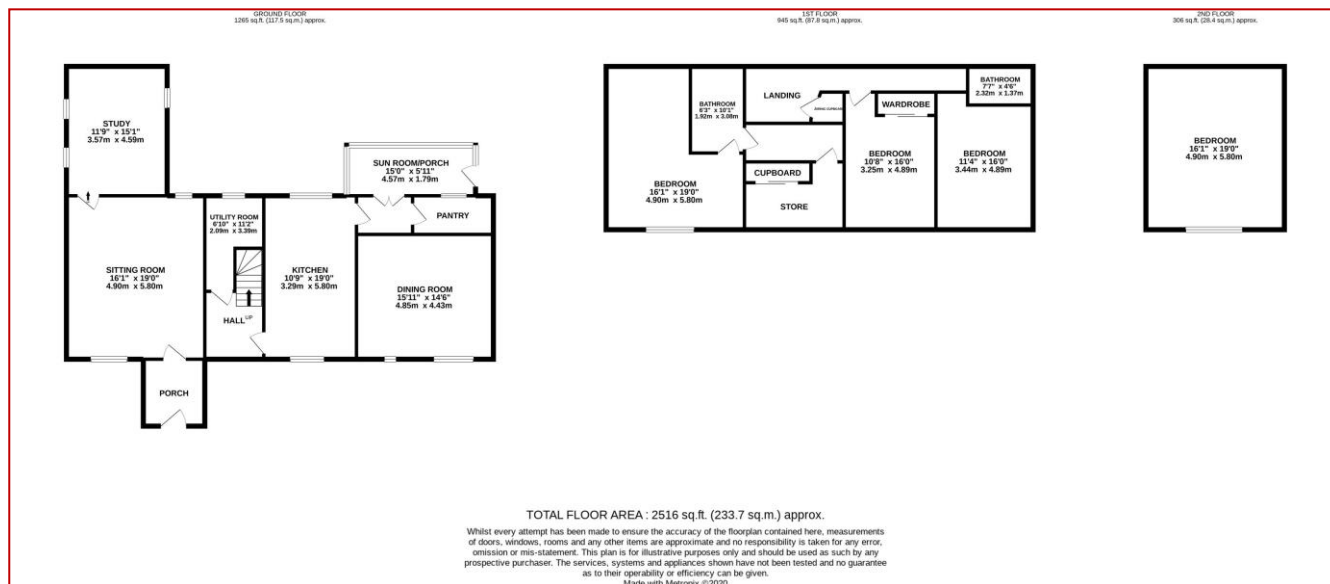 GROUND FLOOR
1265 sq.ft. (117.5 sq.m.) approx.
STUDY
11'9" x 15'1"
3.57m x 4.59m
SUN ROOM/PORCH
15'0" x 5'11"
4.57m x 1.79m
UTILITY ROOM
6'10" x 11'2"
2.09m x 3.39m
PANTRY
SITTING ROOM
16'1" x 19'0"
4.90m x 5.80m
KITCHEN
10'9" x 19'0"
3.29m x 5.80m
DINING ROOM
15'11" x 14'6"
4.85m x 4.43m
HALL
UP
PORCH
1ST FLOOR
945 sq.ft. (87.8 sq.m.) approx.
BATHROOM
6'3" x 10'1"
1.92m x 3.08m
LANDING
WARDROBE
BATHROOM
7'7" x 4'6"
2.32m x 1.37m
BEDROOM
16'1" x 19'0"
4.90m x 5.80m
CUPBOARD
STORE
BEDROOM
10'8" x 16'0"
3.25m x 4.89m
BEDROOM
11'4" x 16'0"
3.44m x 4.89m
2ND FLOOR
306 sq.ft. (28.4 sq.m.) approx.
BEDROOM
16'1" x 19'0"
4.90m x 5.80m
TOTAL FLOOR AREA : 2516 sq.ft. (233.7 sq.m.) approx.
Whilst every attempt has been made to ensure the accuracy of the floorplan contained here, measurements
of doors, windows, rooms and any other items are approximate and no responsibility is taken for any error,
omission or mis-statement. This plan is for illustrative purposes only and should be used as such by any
prospective purchaser. The services, systems and appliances shown have not been tested and no guarantee
as to their operability or efficiency can be given.
Made with Metropix ©2020